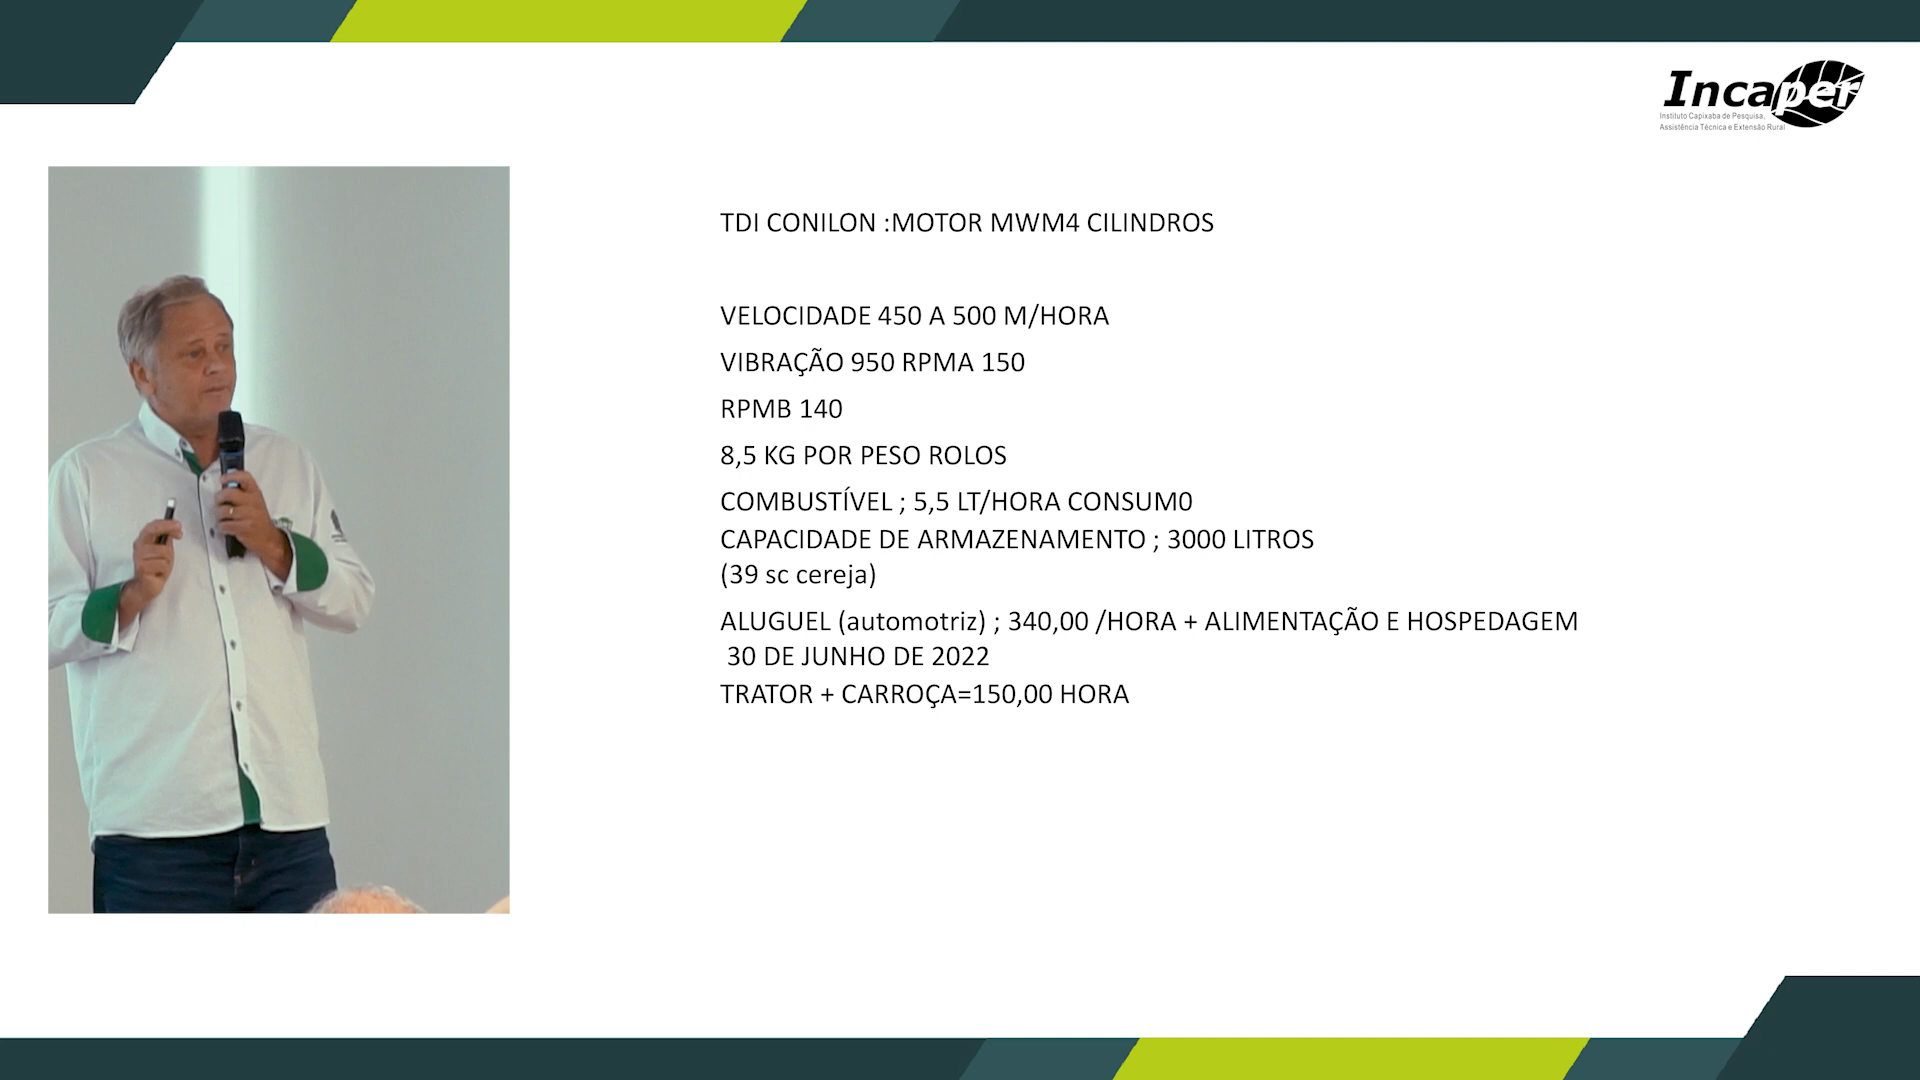 Incaper
Instituto Capixaba de Pesquisa,
Assistência Técnica e Extensão Rural
TDI CONILON :MOTOR MWM4 CILINDROS
VELOCIDADE 450 A 500 M/HORA
VIBRAÇÃO 950 RPMA 150
RPMB 140
8,5 KG POR PESO ROLOS
COMBUSTÍVEL ; 5,5 LT/HORA CONSUM0
CAPACIDADE DE ARMAZENAMENTO ; 3000 LITROS
(39 sc cereja)
ALUGUEL (automotriz) ; 340,00 /HORA + ALIMENTAÇÃO E HOSPEDAGEM
30 DE JUNHO DE 2022
TRATOR + CARROÇA=150,00 HORA